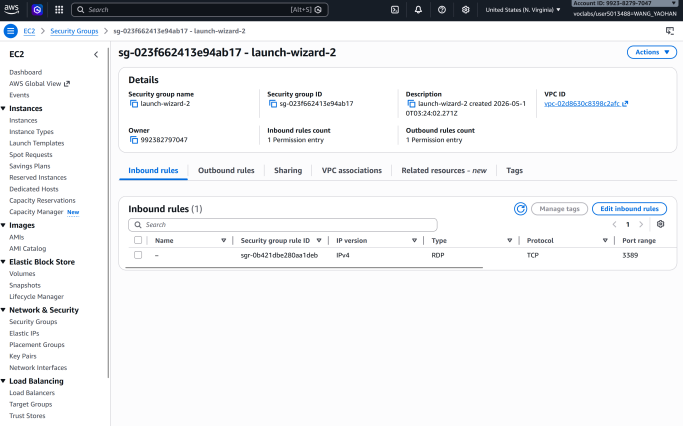 aws
Search
[Alt+S]
United States (N. Virginia)
Account ID: 9923-8279-7047
voclabs/user5013488=WANG_YAOHAN
EC2 > Security Groups > sg-023f662413e94ab17 - launch-wizard-2
EC2
Dashboard
AWS Global View
Events
Instances
Instances
Instance Types
Launch Templates
Spot Requests
Savings Plans
Reserved Instances
Dedicated Hosts
Capacity Reservations
Capacity Manager New
Images
AMIs
AMI Catalog
Elastic Block Store
Volumes
Snapshots
Lifecycle Manager
Network & Security
Security Groups
Elastic IPs
Placement Groups
Key Pairs
Network Interfaces
Load Balancing
Load Balancers
Target Groups
Trust Stores
sg-023f662413e94ab17 - launch-wizard-2
Actions
Details
Security group name
launch-wizard-2
Security group ID
sg-023f662413e94ab17
Description
launch-wizard-2 created 2026-05-1
0T03:24:02.271Z
VPC ID
vpc-02d8630c8398c2afc
Owner
992382797047
Inbound rules count
1 Permission entry
Outbound rules count
1 Permission entry
Inbound rules
Outbound rules
Sharing
VPC associations
Related resources - new
Tags
Inbound rules (1)
Manage tags
Edit inbound rules
Search
1
Name
Security group rule ID
IP version
Type
Protocol
Port range
–
sgr-0b421dbe280aa1deb
IPv4
RDP
TCP
3389